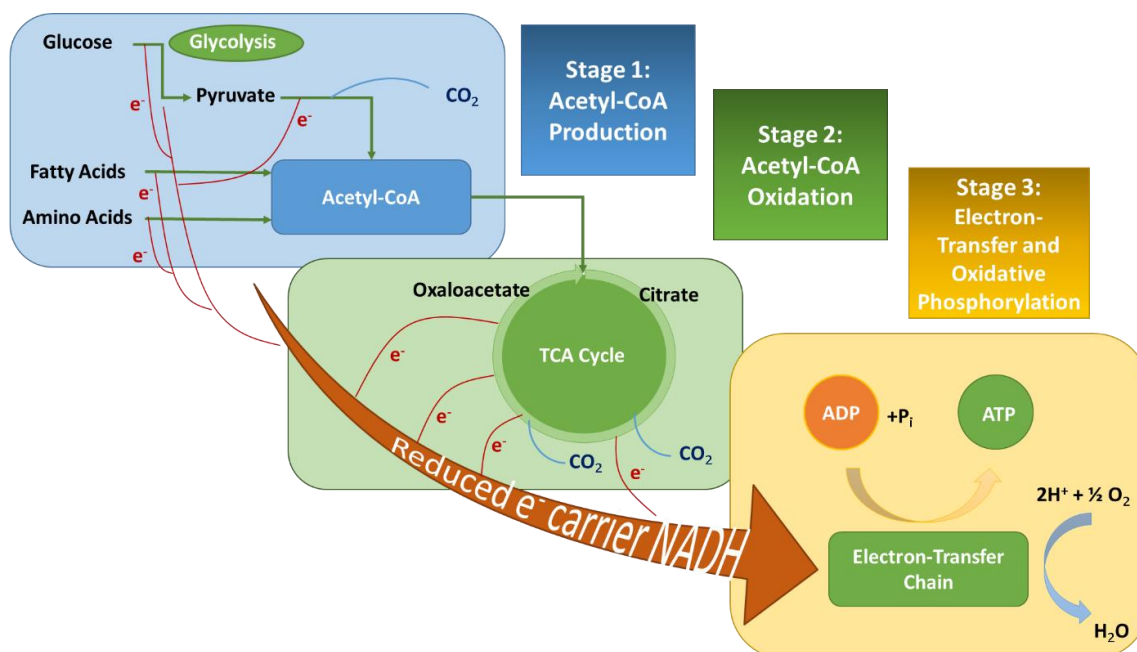 Glucose
Glycolysis
e-
Pyruvate
CO₂
e-
Fatty Acids
e-
Acetyl-CoA
Amino Acids
e-
Stage 1:
Acetyl-CoA
Production
Stage 2:
Acetyl-CoA
Oxidation
Stage 3:
Electron-
Transfer and
Oxidative
Phosphorylation
Oxaloacetate
Citrate
TCA Cycle
e-
e-
e-
CO₂
CO₂
e-
Reduced e- carrier NADH
ADP
+Pᵢ
ATP
2H⁺ + ½ O₂
Electron-Transfer
Chain
H₂O